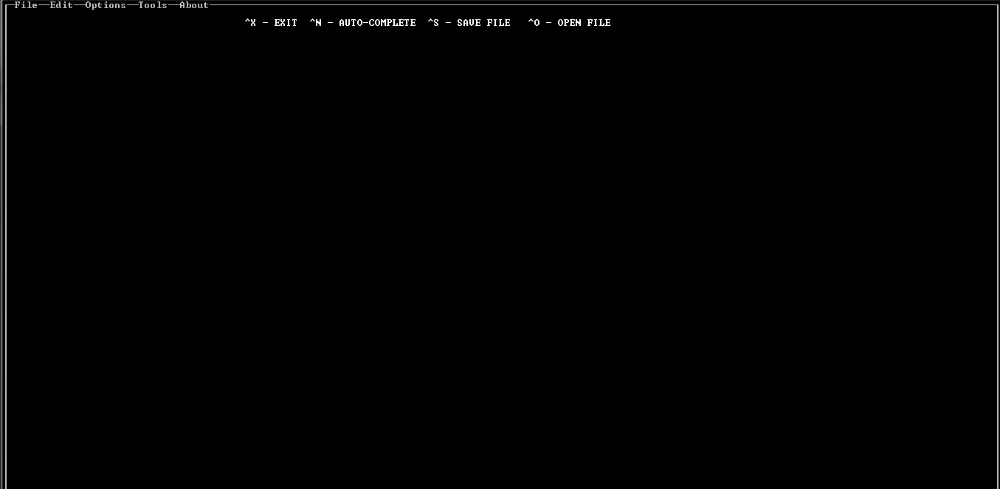 File Edit Options Tools About
^X - EXIT ^N - AUTO-COMPLETE ^S - SAVE FILE ^O - OPEN FILE